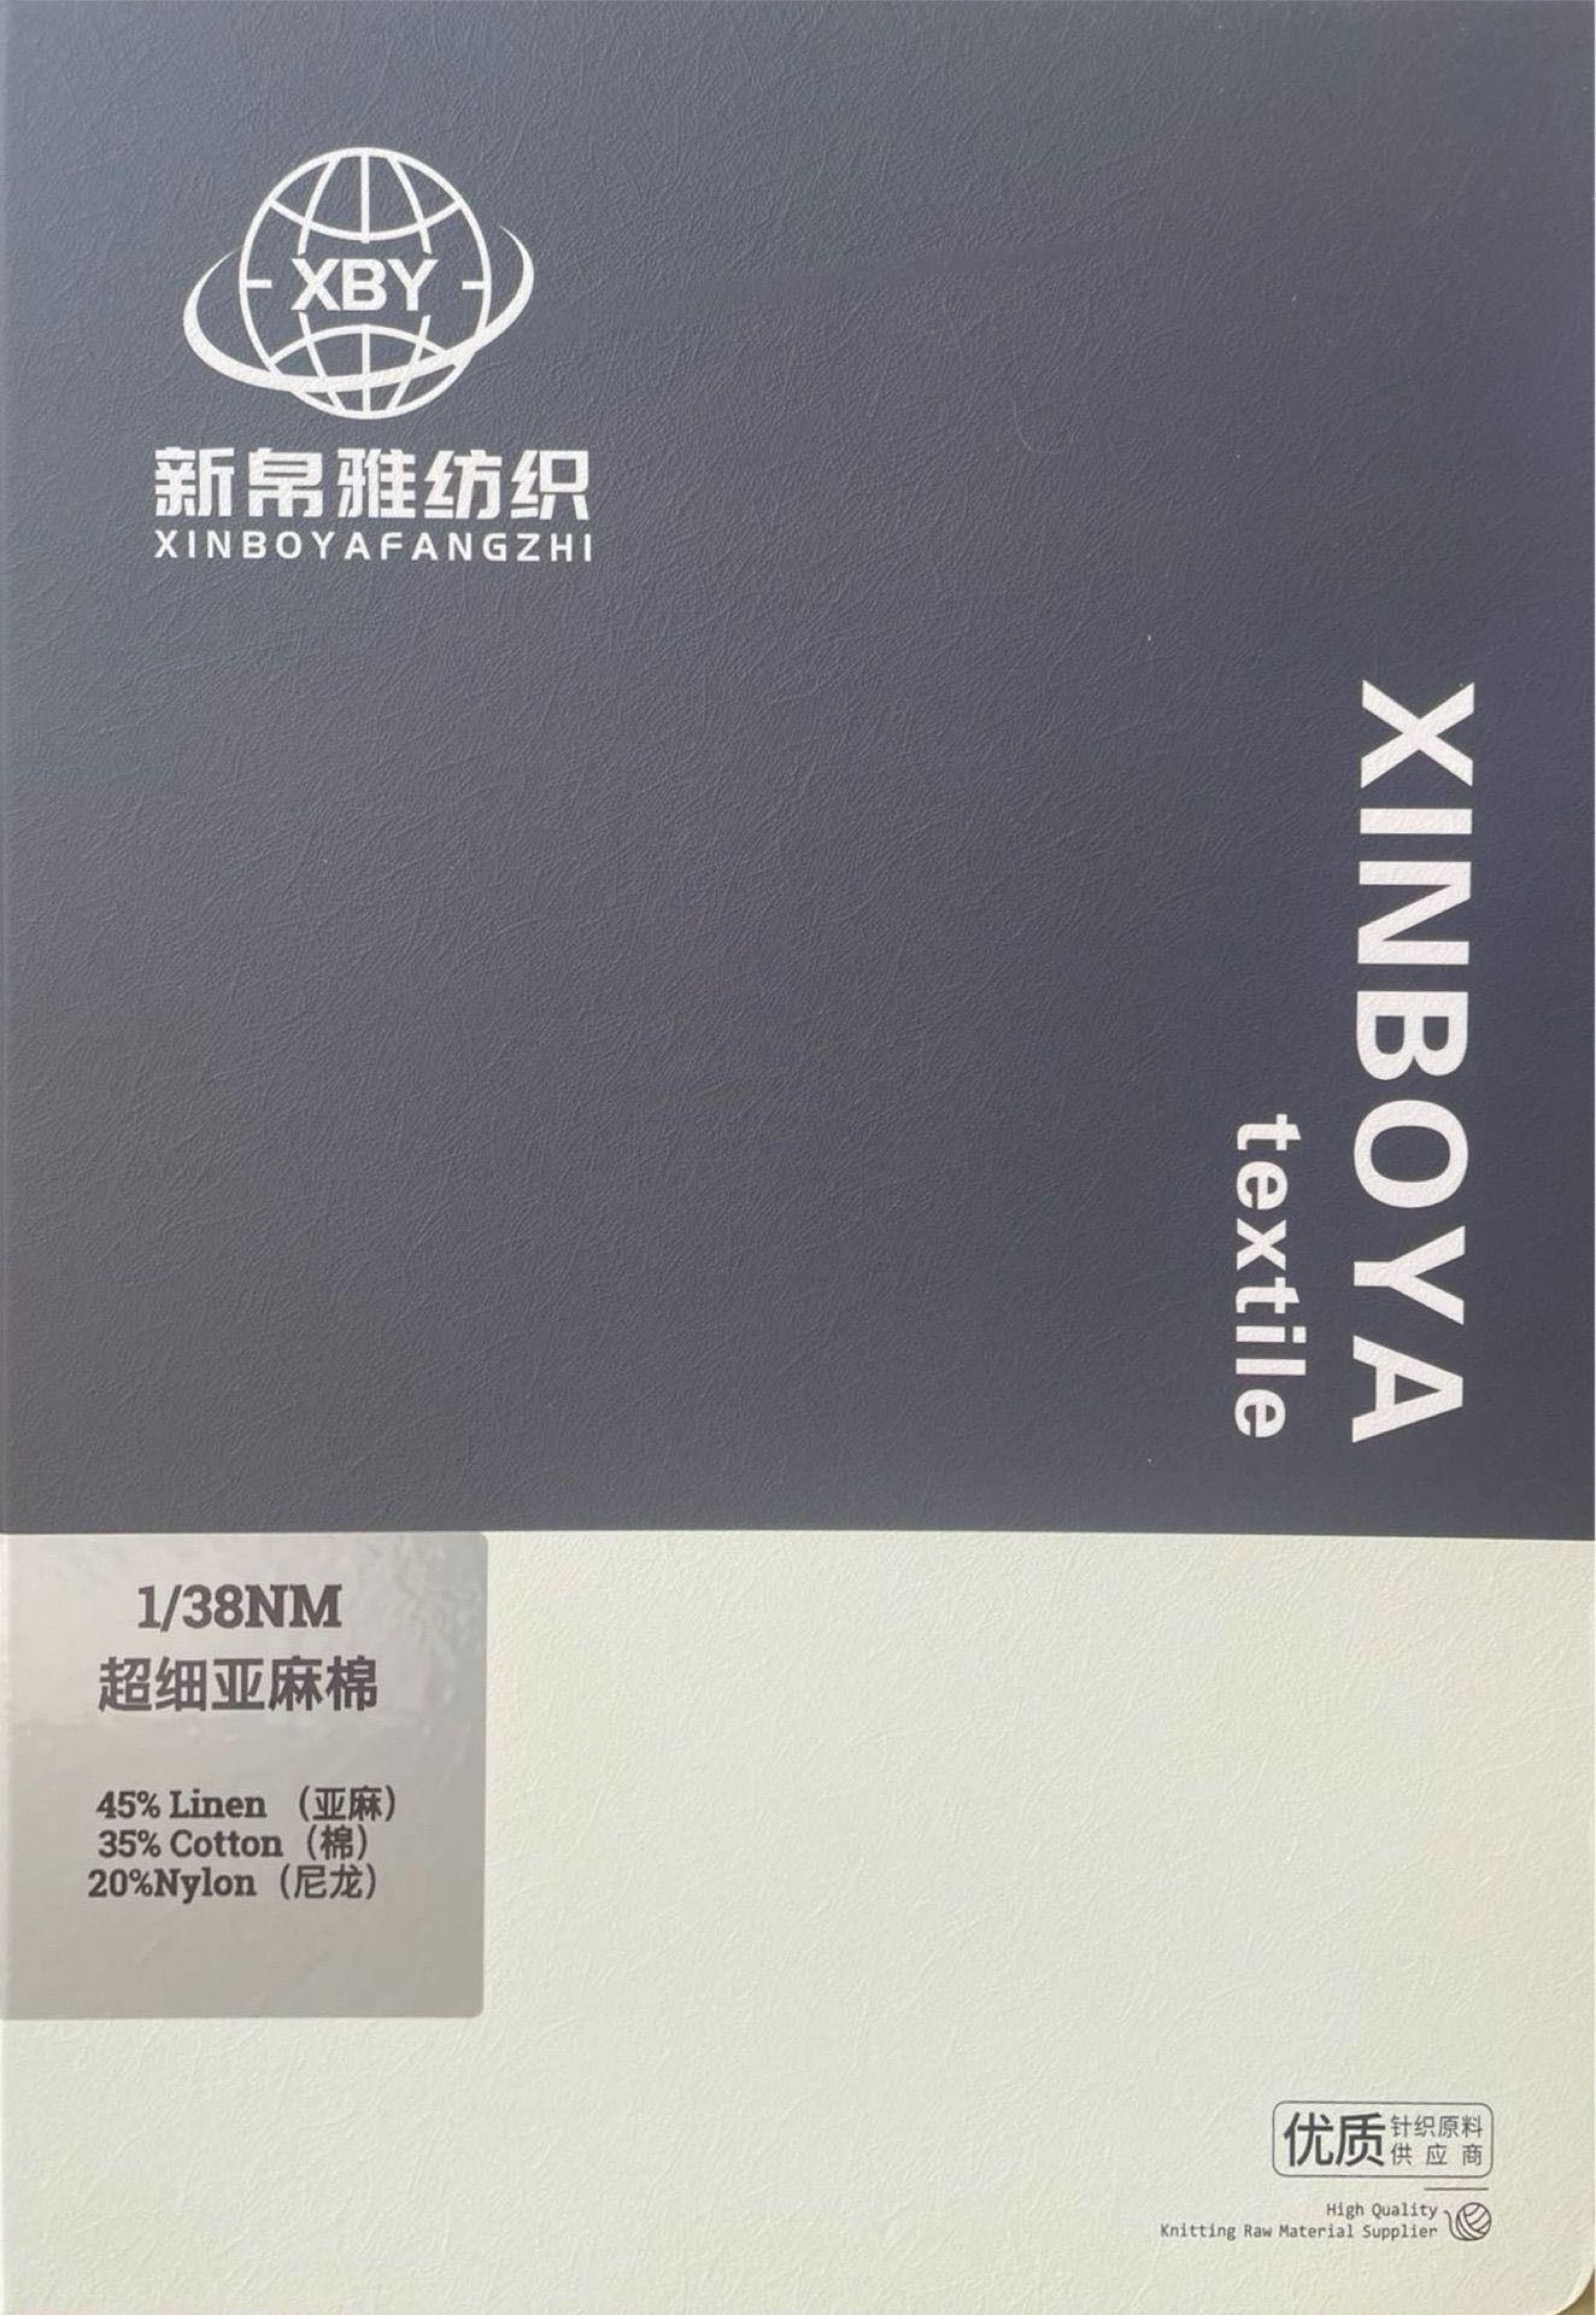 XBY
新帛雅纺织
XINBOYAFANGZHI
XINBOYA
textile
1/38NM
超细亚麻棉
45% Linen （亚麻）
35% Cotton（棉）
20%Nylon（尼龙）
优质 针织原料
供应商
High Quality
Knitting Raw Material Supplier